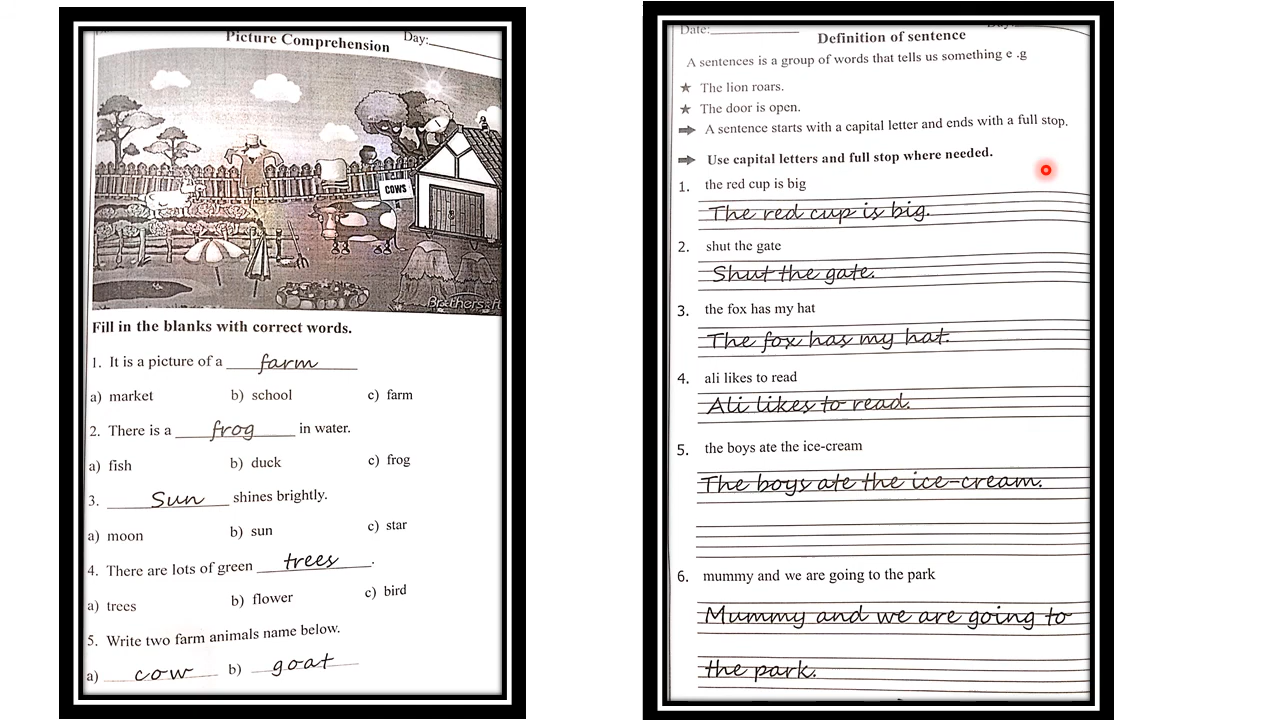 Picture Comprehension
Day:
COWS
Fill in the blanks with correct words.
1. It is a picture of a farm
a) market b) school c) farm
2. There is a frog in water.
a) fish b) duck c) frog
3. Sun shines brightly.
a) moon b) sun c) star
4. There are lots of green trees.
a) trees b) flower c) bird
5. Write two farm animals name below.
a) cow b) goat
Date: Day:
Definition of sentence
A sentences is a group of words that tells us something e .g
★ The lion roars.
★ The door is open.
➡ A sentence starts with a capital letter and ends with a full stop.
➡ Use capital letters and full stop where needed.
1. the red cup is big
The red cup is big.
2. shut the gate
Shut the gate.
3. the fox has my hat
The fox has my hat.
4. ali likes to read
Ali likes to read.
5. the boys ate the ice-cream
The boys ate the ice-cream.
6. mummy and we are going to the park
Mummy and we are going to
the park.